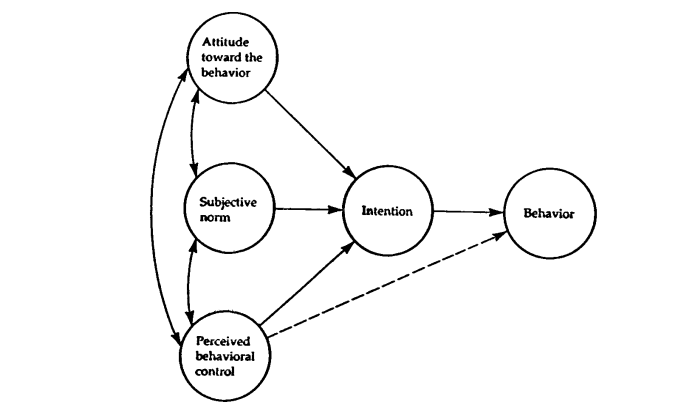 Attitude
toward the
behavior
Subjective
norm
Intention
Behavior
Perceived
behavioral
control